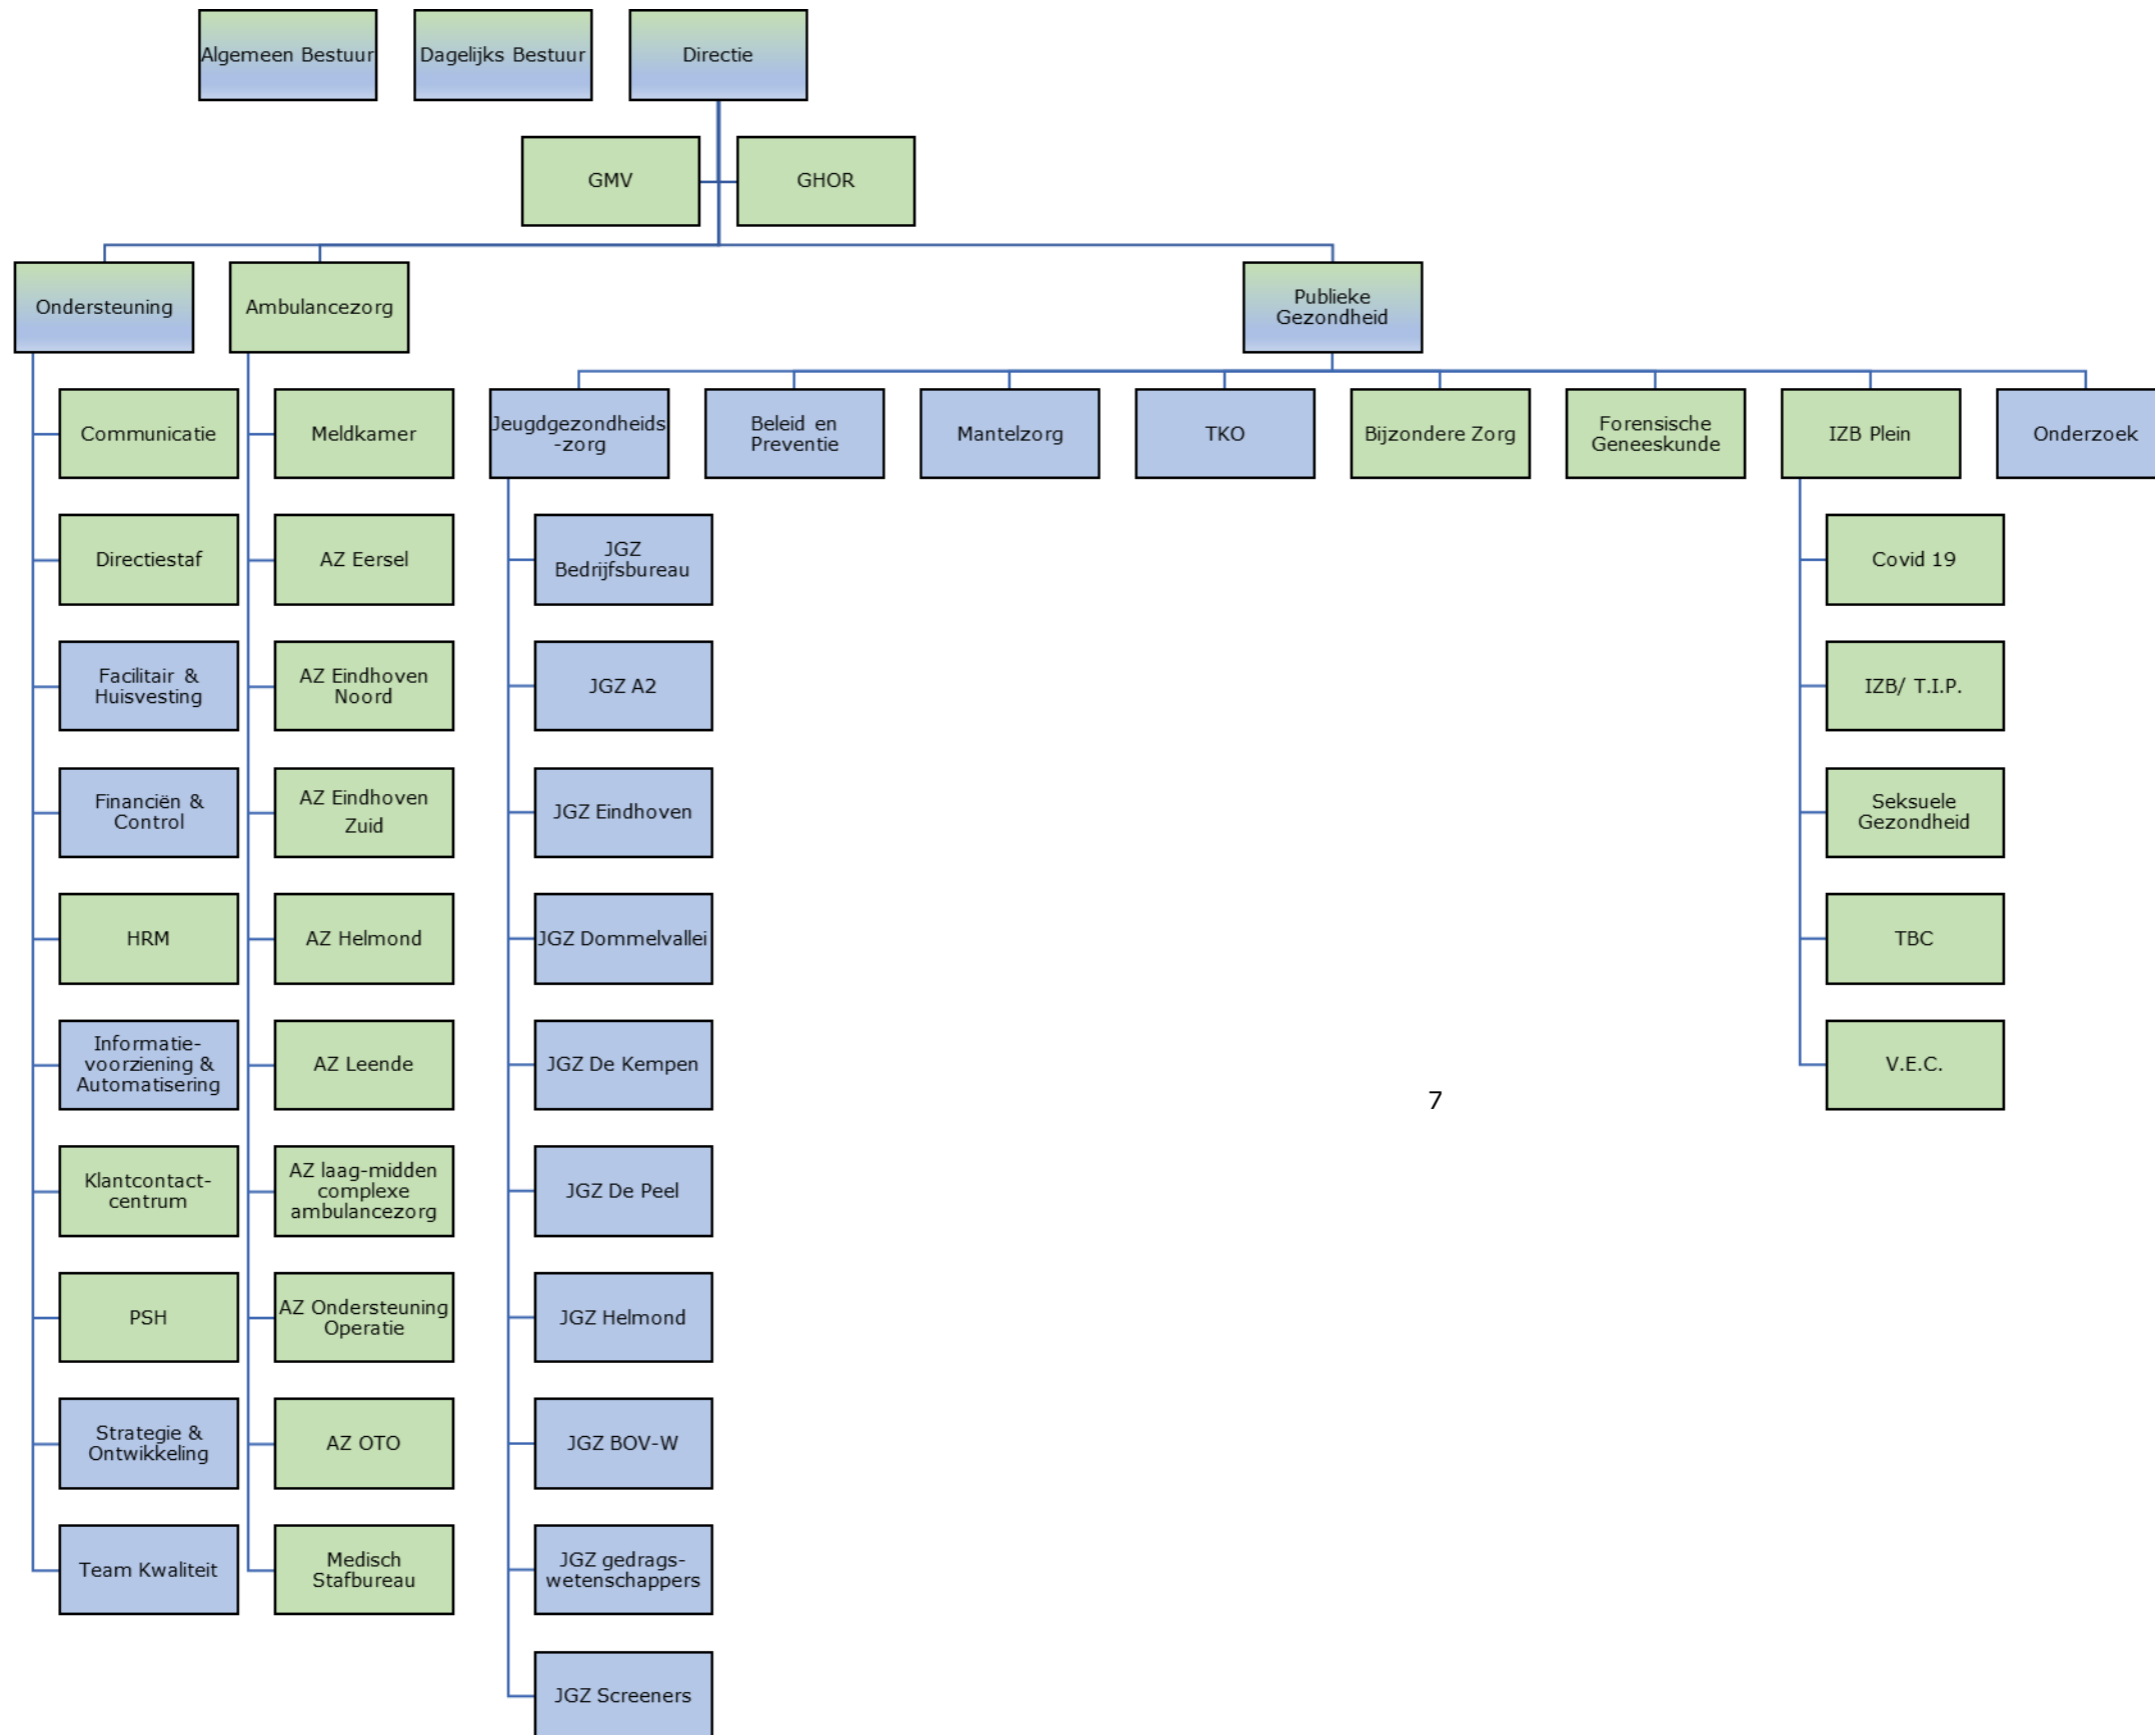 Algemeen Bestuur
Dagelijks Bestuur
Directie
GMV
GHOR
Ondersteuning
Ambulancezorg
Publieke
Gezondheid
Communicatie
Directiestaf
Facilitair &
Huisvesting
Financiën &
Control
HRM
Informatie-
voorziening &
Automatisering
Klantcontact-
centrum
PSH
Strategie &
Ontwikkeling
Team Kwaliteit
Meldkamer
AZ Eersel
AZ Eindhoven
Noord
AZ Eindhoven
Zuid
AZ Helmond
AZ Leende
AZ laag-midden
complexe
ambulancezorg
AZ Ondersteuning
Operatie
AZ OTO
Medisch
Stafbureau
Jeugdgezondheids
-zorg
JGZ
Bedrijfsbureau
JGZ A2
JGZ Eindhoven
JGZ Dommelvallei
JGZ De Kempen
JGZ De Peel
JGZ Helmond
JGZ BOV-W
JGZ gedrags-
wetenschappers
JGZ Screeners
Beleid en
Preventie
Mantelzorg
TKO
Bijzondere Zorg
Forensische
Geneeskunde
IZB Plein
Covid 19
IZB/ T.I.P.
Seksuele
Gezondheid
TBC
V.E.C.
Onderzoek
7